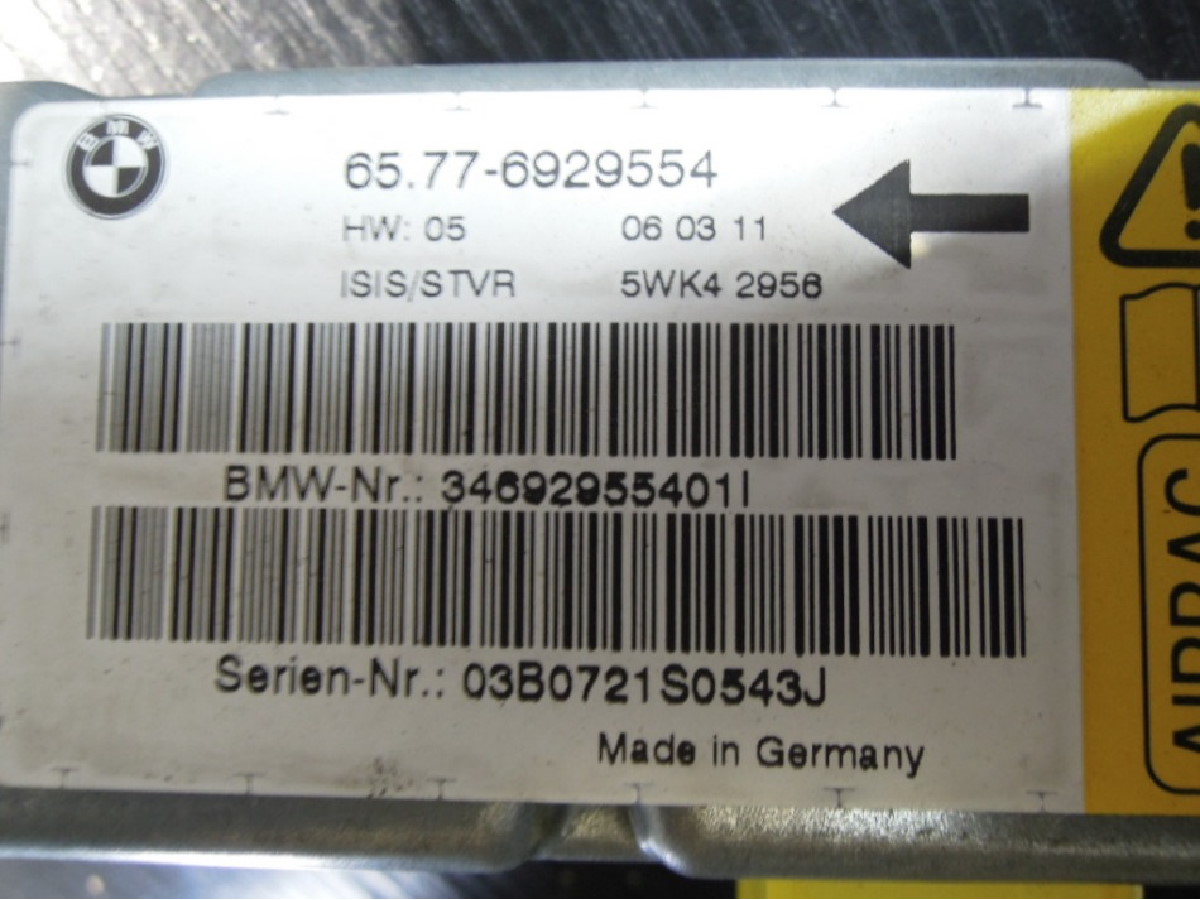 BMW
65.77-6929554
HW: 05 06 03 11
ISIS/STVR 5WK4 2956
BMW-Nr.: 34692955401I
Serien-Nr.: 03B0721S0543J
Made in Germany
AIRBAG